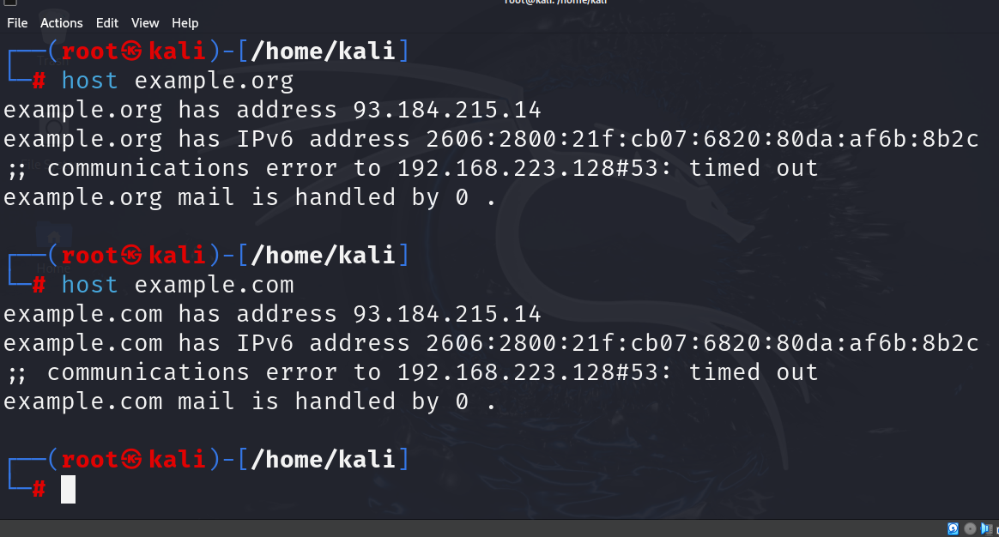 root@kali: /home/kali
File Actions Edit View Help
┌──(root㉿kali)-[/home/kali]
└─# host example.org
example.org has address 93.184.215.14
example.org has IPv6 address 2606:2800:21f:cb07:6820:80da:af6b:8b2c
;; communications error to 192.168.223.128#53: timed out
example.org mail is handled by 0 .
┌──(root㉿kali)-[/home/kali]
└─# host example.com
example.com has address 93.184.215.14
example.com has IPv6 address 2606:2800:21f:cb07:6820:80da:af6b:8b2c
;; communications error to 192.168.223.128#53: timed out
example.com mail is handled by 0 .
┌──(root㉿kali)-[/home/kali]
└─#
Home